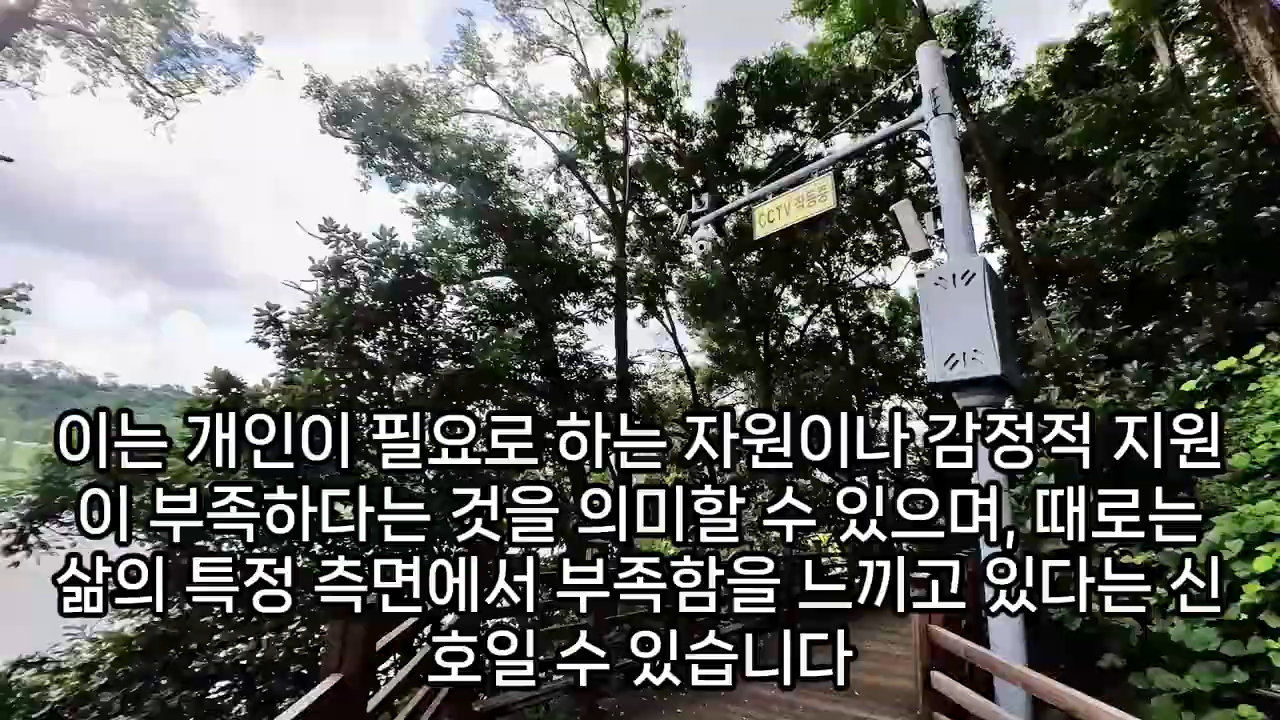 CCTV 작동중
이는 개인이 필요로 하는 자원이나 감정적 지원
이 부족하다는 것을 의미할 수 있으며, 때로는
삶의 특정 측면에서 부족함을 느끼고 있다는 신
호일 수 있습니다